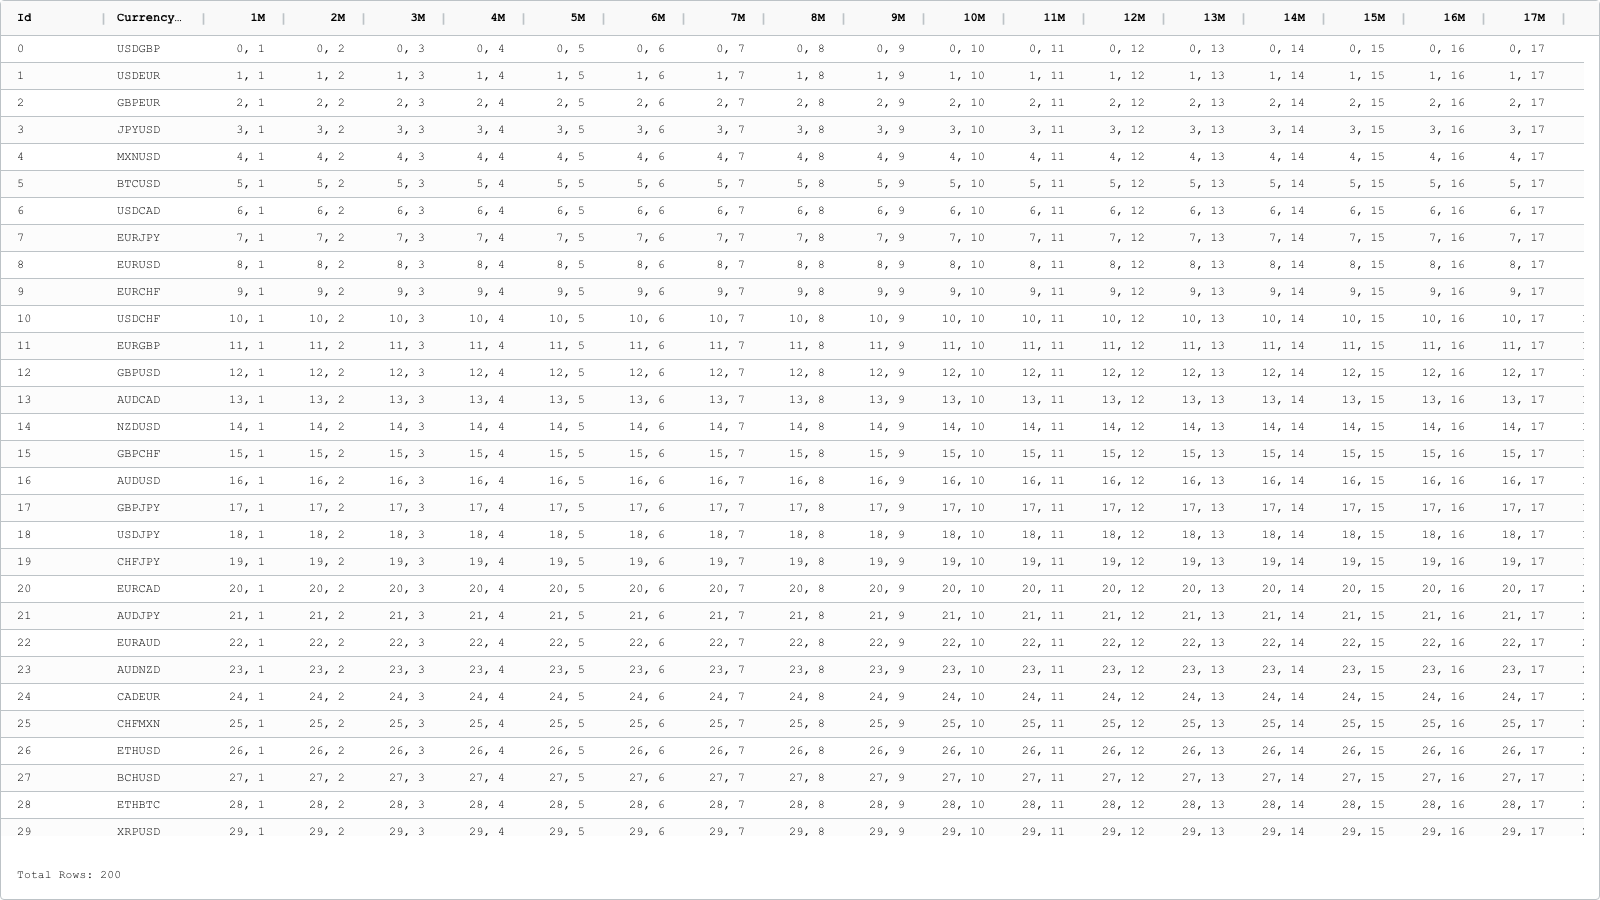 Id | Currency… | 1M | 2M | 3M | 4M | 5M | 6M | 7M | 8M | 9M | 10M | 11M | 12M | 13M | 14M | 15M | 16M | 17M |
0 USDGBP 0, 1 0, 2 0, 3 0, 4 0, 5 0, 6 0, 7 0, 8 0, 9 0, 10 0, 11 0, 12 0, 13 0, 14 0, 15 0, 16 0, 17
1 USDEUR 1, 1 1, 2 1, 3 1, 4 1, 5 1, 6 1, 7 1, 8 1, 9 1, 10 1, 11 1, 12 1, 13 1, 14 1, 15 1, 16 1, 17
2 GBPEUR 2, 1 2, 2 2, 3 2, 4 2, 5 2, 6 2, 7 2, 8 2, 9 2, 10 2, 11 2, 12 2, 13 2, 14 2, 15 2, 16 2, 17
3 JPYUSD 3, 1 3, 2 3, 3 3, 4 3, 5 3, 6 3, 7 3, 8 3, 9 3, 10 3, 11 3, 12 3, 13 3, 14 3, 15 3, 16 3, 17
4 MXNUSD 4, 1 4, 2 4, 3 4, 4 4, 5 4, 6 4, 7 4, 8 4, 9 4, 10 4, 11 4, 12 4, 13 4, 14 4, 15 4, 16 4, 17
5 BTCUSD 5, 1 5, 2 5, 3 5, 4 5, 5 5, 6 5, 7 5, 8 5, 9 5, 10 5, 11 5, 12 5, 13 5, 14 5, 15 5, 16 5, 17
6 USDCAD 6, 1 6, 2 6, 3 6, 4 6, 5 6, 6 6, 7 6, 8 6, 9 6, 10 6, 11 6, 12 6, 13 6, 14 6, 15 6, 16 6, 17
7 EURJPY 7, 1 7, 2 7, 3 7, 4 7, 5 7, 6 7, 7 7, 8 7, 9 7, 10 7, 11 7, 12 7, 13 7, 14 7, 15 7, 16 7, 17
8 EURUSD 8, 1 8, 2 8, 3 8, 4 8, 5 8, 6 8, 7 8, 8 8, 9 8, 10 8, 11 8, 12 8, 13 8, 14 8, 15 8, 16 8, 17
9 EURCHF 9, 1 9, 2 9, 3 9, 4 9, 5 9, 6 9, 7 9, 8 9, 9 9, 10 9, 11 9, 12 9, 13 9, 14 9, 15 9, 16 9, 17
10 USDCHF 10, 1 10, 2 10, 3 10, 4 10, 5 10, 6 10, 7 10, 8 10, 9 10, 10 10, 11 10, 12 10, 13 10, 14 10, 15 10, 16 10, 17
11 EURGBP 11, 1 11, 2 11, 3 11, 4 11, 5 11, 6 11, 7 11, 8 11, 9 11, 10 11, 11 11, 12 11, 13 11, 14 11, 15 11, 16 11, 17
12 GBPUSD 12, 1 12, 2 12, 3 12, 4 12, 5 12, 6 12, 7 12, 8 12, 9 12, 10 12, 11 12, 12 12, 13 12, 14 12, 15 12, 16 12, 17
13 AUDCAD 13, 1 13, 2 13, 3 13, 4 13, 5 13, 6 13, 7 13, 8 13, 9 13, 10 13, 11 13, 12 13, 13 13, 14 13, 15 13, 16 13, 17
14 NZDUSD 14, 1 14, 2 14, 3 14, 4 14, 5 14, 6 14, 7 14, 8 14, 9 14, 10 14, 11 14, 12 14, 13 14, 14 14, 15 14, 16 14, 17
15 GBPCHF 15, 1 15, 2 15, 3 15, 4 15, 5 15, 6 15, 7 15, 8 15, 9 15, 10 15, 11 15, 12 15, 13 15, 14 15, 15 15, 16 15, 17
16 AUDUSD 16, 1 16, 2 16, 3 16, 4 16, 5 16, 6 16, 7 16, 8 16, 9 16, 10 16, 11 16, 12 16, 13 16, 14 16, 15 16, 16 16, 17
17 GBPJPY 17, 1 17, 2 17, 3 17, 4 17, 5 17, 6 17, 7 17, 8 17, 9 17, 10 17, 11 17, 12 17, 13 17, 14 17, 15 17, 16 17, 17
18 USDJPY 18, 1 18, 2 18, 3 18, 4 18, 5 18, 6 18, 7 18, 8 18, 9 18, 10 18, 11 18, 12 18, 13 18, 14 18, 15 18, 16 18, 17
19 CHFJPY 19, 1 19, 2 19, 3 19, 4 19, 5 19, 6 19, 7 19, 8 19, 9 19, 10 19, 11 19, 12 19, 13 19, 14 19, 15 19, 16 19, 17
20 EURCAD 20, 1 20, 2 20, 3 20, 4 20, 5 20, 6 20, 7 20, 8 20, 9 20, 10 20, 11 20, 12 20, 13 20, 14 20, 15 20, 16 20, 17
21 AUDJPY 21, 1 21, 2 21, 3 21, 4 21, 5 21, 6 21, 7 21, 8 21, 9 21, 10 21, 11 21, 12 21, 13 21, 14 21, 15 21, 16 21, 17
22 EURAUD 22, 1 22, 2 22, 3 22, 4 22, 5 22, 6 22, 7 22, 8 22, 9 22, 10 22, 11 22, 12 22, 13 22, 14 22, 15 22, 16 22, 17
23 AUDNZD 23, 1 23, 2 23, 3 23, 4 23, 5 23, 6 23, 7 23, 8 23, 9 23, 10 23, 11 23, 12 23, 13 23, 14 23, 15 23, 16 23, 17
24 CADEUR 24, 1 24, 2 24, 3 24, 4 24, 5 24, 6 24, 7 24, 8 24, 9 24, 10 24, 11 24, 12 24, 13 24, 14 24, 15 24, 16 24, 17
25 CHFMXN 25, 1 25, 2 25, 3 25, 4 25, 5 25, 6 25, 7 25, 8 25, 9 25, 10 25, 11 25, 12 25, 13 25, 14 25, 15 25, 16 25, 17
26 ETHUSD 26, 1 26, 2 26, 3 26, 4 26, 5 26, 6 26, 7 26, 8 26, 9 26, 10 26, 11 26, 12 26, 13 26, 14 26, 15 26, 16 26, 17
27 BCHUSD 27, 1 27, 2 27, 3 27, 4 27, 5 27, 6 27, 7 27, 8 27, 9 27, 10 27, 11 27, 12 27, 13 27, 14 27, 15 27, 16 27, 17
28 ETHBTC 28, 1 28, 2 28, 3 28, 4 28, 5 28, 6 28, 7 28, 8 28, 9 28, 10 28, 11 28, 12 28, 13 28, 14 28, 15 28, 16 28, 17
29 XRPUSD 29, 1 29, 2 29, 3 29, 4 29, 5 29, 6 29, 7 29, 8 29, 9 29, 10 29, 11 29, 12 29, 13 29, 14 29, 15 29, 16 29, 17
Total Rows: 200